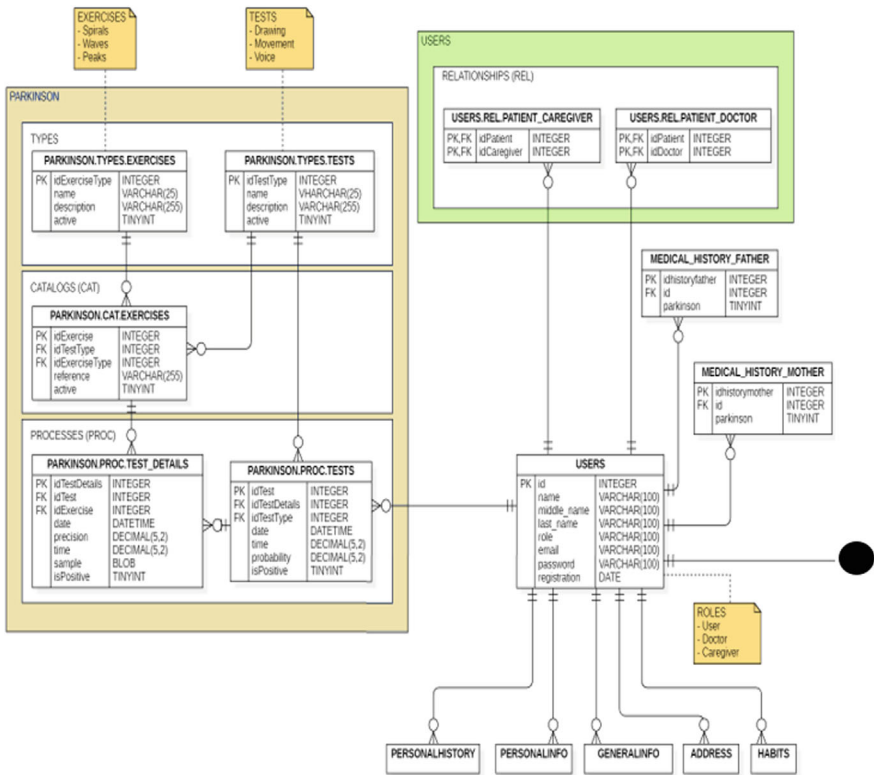 EXERCISES
- Spirals
- Waves
- Peaks
TESTS
- Drawing
- Movement
- Voice
PARKINSON
TYPES
PARKINSON.TYPES.EXERCISES
PK idExerciseType INTEGER
name VARCHAR(25)
description VARCHAR(255)
active TINYINT
PARKINSON.TYPES.TESTS
PK idTestType INTEGER
name VHARCHAR(25)
description VARCHAR(255)
active TINYINT
CATALOGS (CAT)
PARKINSON.CAT.EXERCISES
PK idExercise INTEGER
FK idTestType INTEGER
FK idExerciseType INTEGER
reference VARCHAR(255)
active TINYINT
PROCESSES (PROC)
PARKINSON.PROC.TEST_DETAILS
PK idTestDetails INTEGER
FK idTest INTEGER
FK idExercise INTEGER
date DATETIME
precision DECIMAL(5,2)
time DECIMAL(5,2)
sample BLOB
isPositive TINYINT
PARKINSON.PROC.TESTS
PK idTest INTEGER
FK idTestDetails INTEGER
FK idTestType INTEGER
date DATETIME
time DECIMAL(5,2)
probability DECIMAL(5,2)
isPositive TINYINT
USERS
RELATIONSHIPS (REL)
USERS.REL.PATIENT_CAREGIVER
PK,FK idPatient INTEGER
PK,FK idCaregiver INTEGER
USERS.REL.PATIENT_DOCTOR
PK,FK idPatient INTEGER
PK,FK idDoctor INTEGER
MEDICAL_HISTORY_FATHER
PK idhistoryfather INTEGER
FK id INTEGER
parkinson TINYINT
MEDICAL_HISTORY_MOTHER
PK idhistorymother INTEGER
FK id INTEGER
parkinson TINYINT
USERS
PK id INTEGER
name VARCHAR(100)
middle_name VARCHAR(100)
last_name VARCHAR(100)
role VARCHAR(100)
email VARCHAR(100)
password VARCHAR(100)
registration DATE
ROLES
- User
- Doctor
- Caregiver
PERSONALHISTORY
PERSONALINFO
GENERALINFO
ADDRESS
HABITS